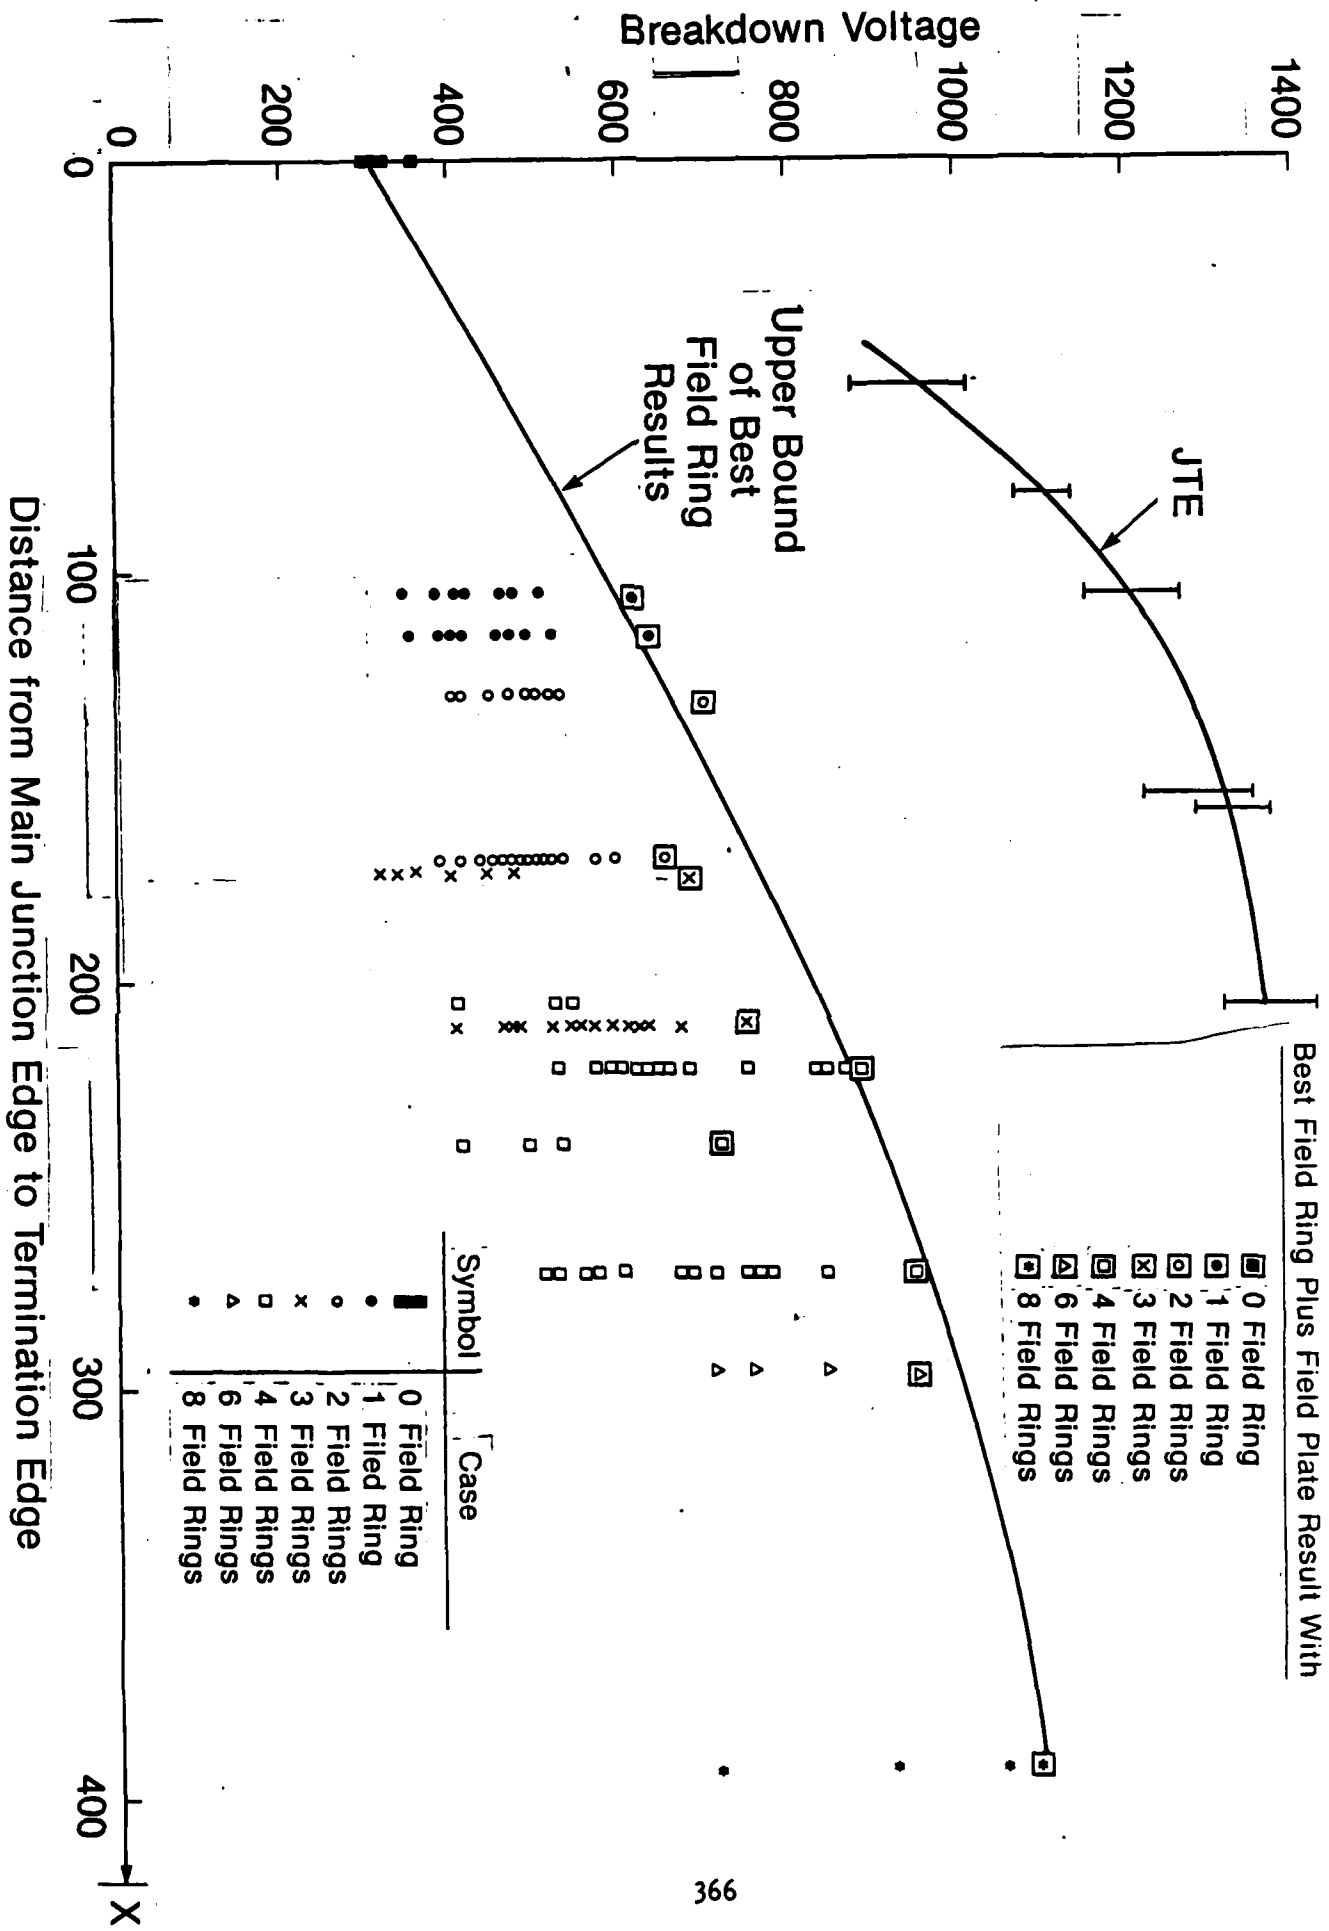 Breakdown Voltage
1400
1200
1000
800
600
400
200
0
0
100
200
300
400
X
Distance from Main Junction Edge to Termination Edge
JTE
Upper Bound
of Best
Field Ring
Results
Best Field Ring Plus Field Plate Result With
0 Field Ring
1 Field Ring
2 Field Rings
3 Field Rings
4 Field Rings
6 Field Rings
8 Field Rings
Symbol Case
0 Field Ring
1 Filed Ring
2 Field Rings
3 Field Rings
4 Field Rings
6 Field Rings
8 Field Rings
366